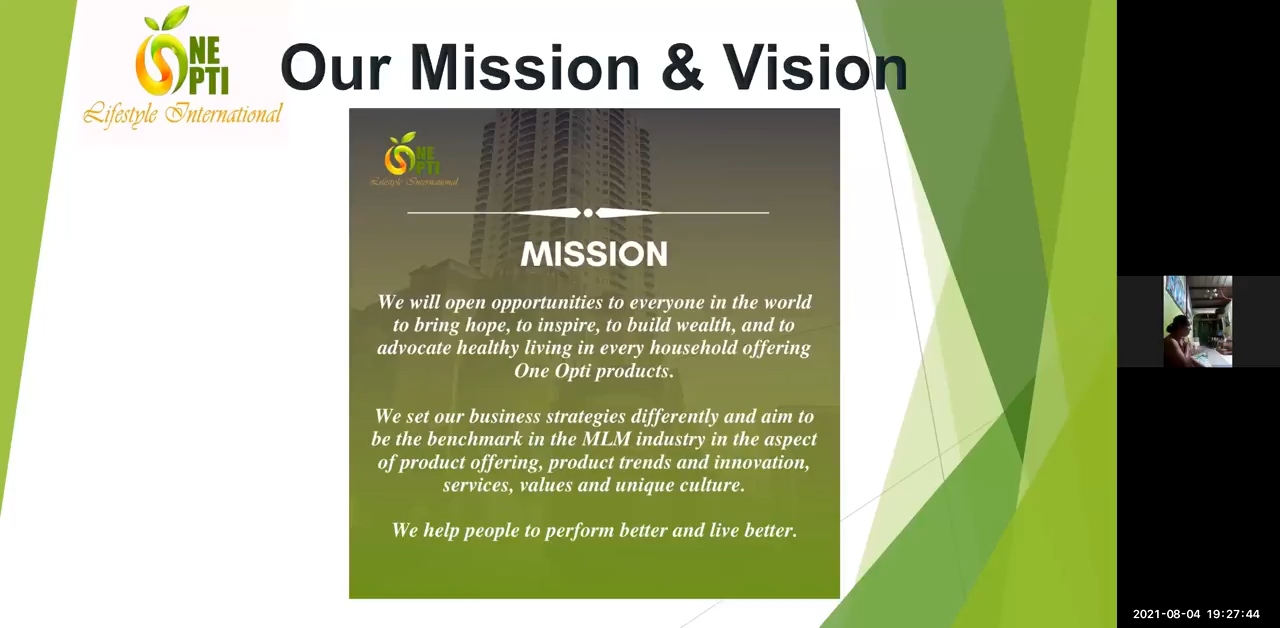 NE
PTI
Lifestyle International
Our Mission & Vision
NE
PTI
Lifestyle International
MISSION
We will open opportunities to everyone in the world
to bring hope, to inspire, to build wealth, and to
advocate healthy living in every household offering
One Opti products.
We set our business strategies differently and aim to
be the benchmark in the MLM industry in the aspect
of product offering, product trends and innovation,
services, values and unique culture.
We help people to perform better and live better.
2021-08-04 19:27:44